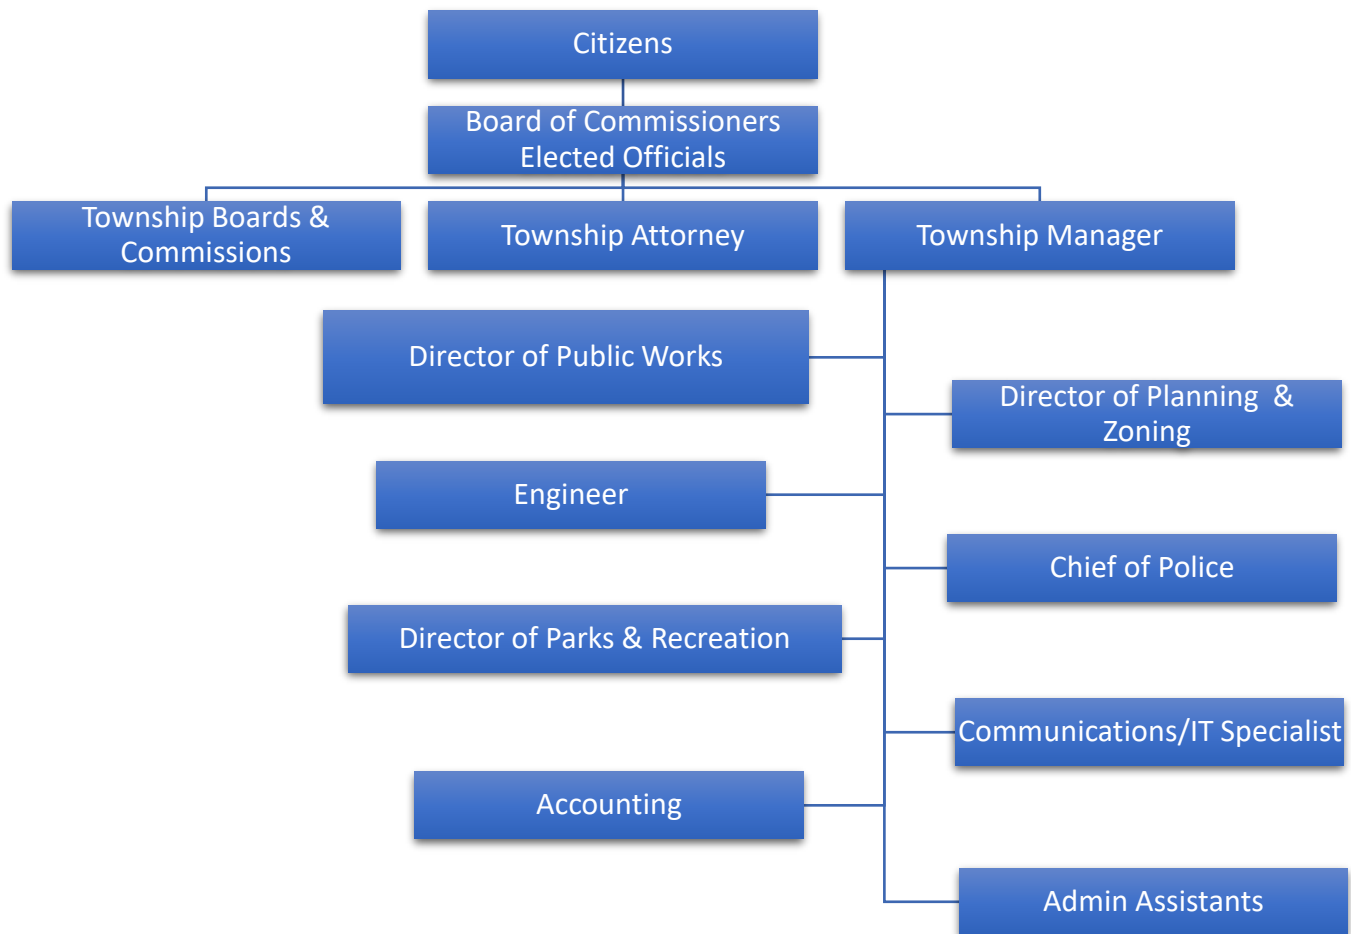 Citizens
Board of Commissioners
Elected Officials
Township Boards &
Commissions
Township Attorney
Township Manager
Director of Public Works
Director of Planning  &
Zoning
Engineer
Chief of Police
Director of Parks & Recreation
Communications/IT Specialist
Accounting
Admin Assistants